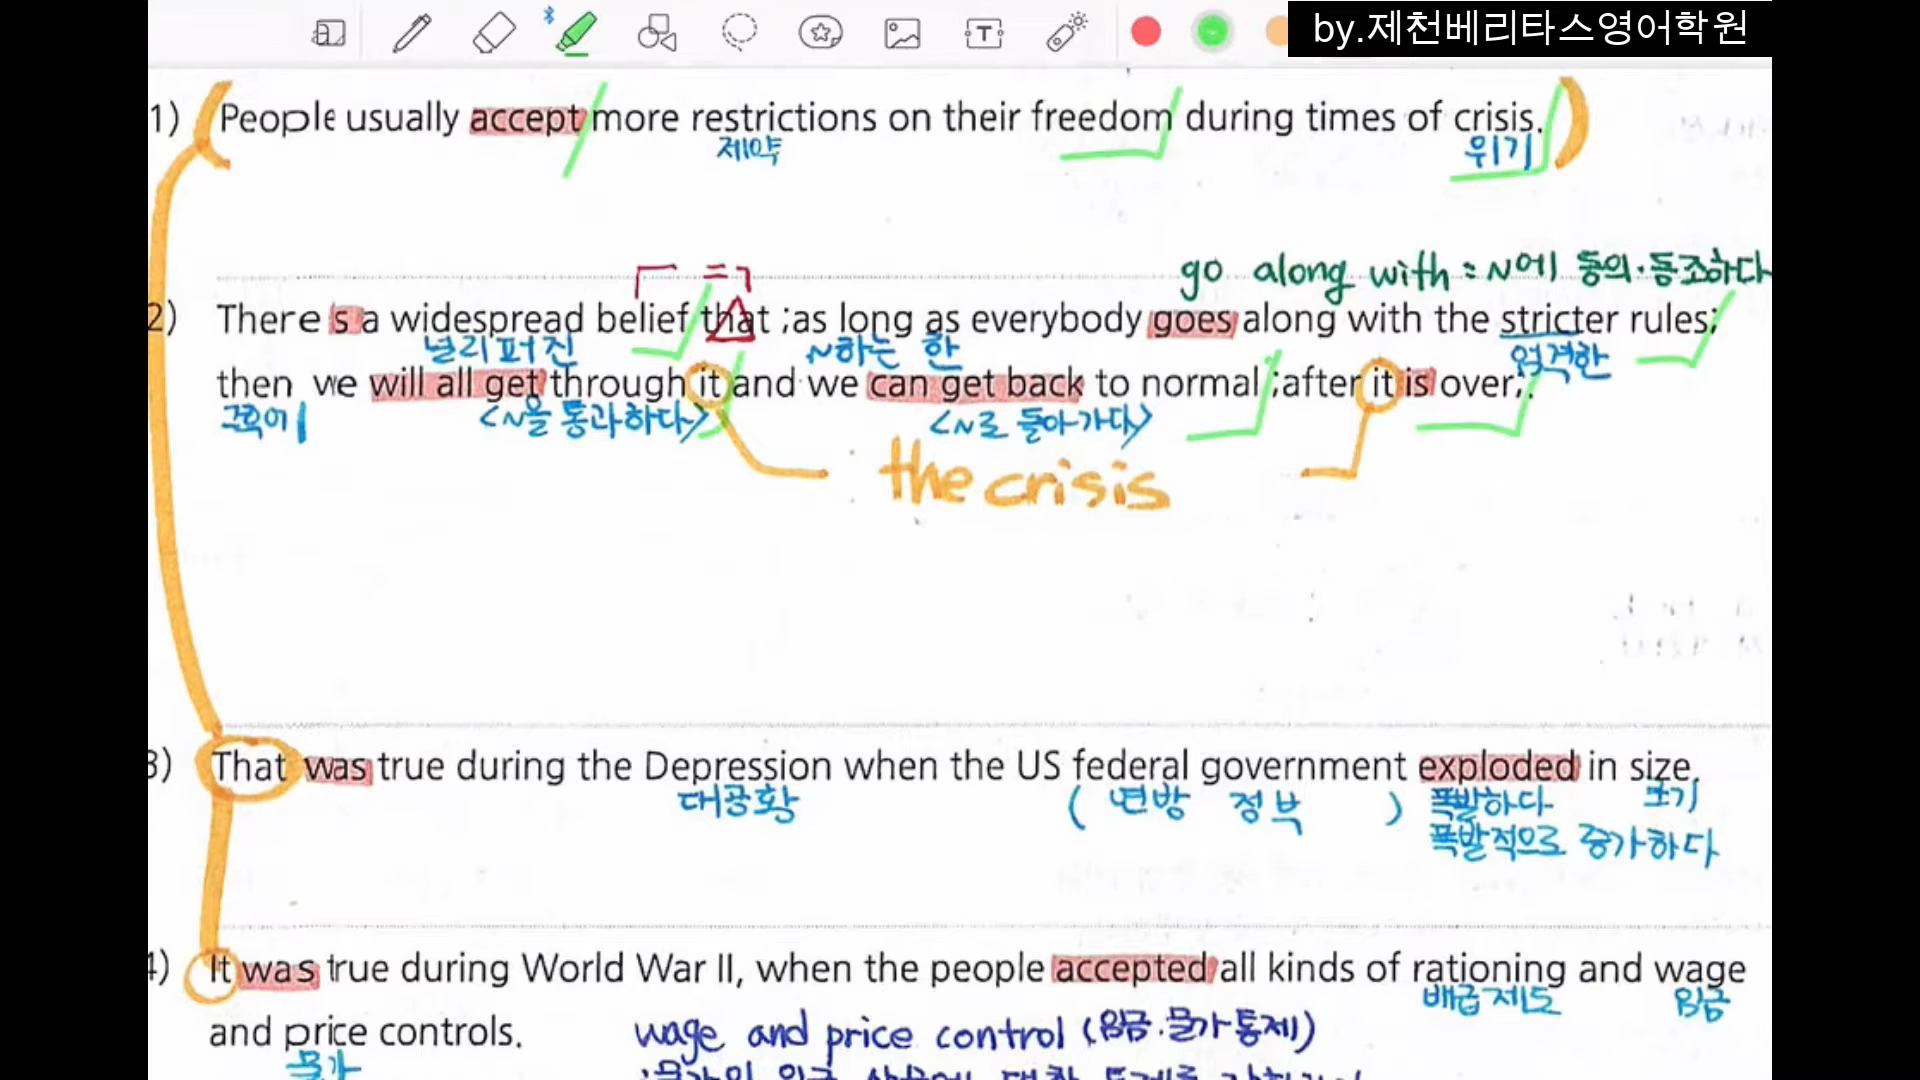 by.제천베리타스영어학원
1) People usually accept more restrictions on their freedom during times of crisis.
제약 위기
go along with : N에 동의·동조하다
=
2) There is a widespread belief that ;as long as everybody goes along with the stricter rules;
널리 퍼진 ~하는 한 엄격한
then we will all get through it and we can get back to normal ;after it is over;.
<N을 통과하다> <N로 돌아가다>
the crisis
3) That was true during the Depression when the US federal government exploded in size.
대공황 ( 연방 정부 ) 폭발하다 크기
폭발적으로 증가하다
4) It was true during World War II, when the people accepted all kinds of rationing and wage
배급제도 임금
and price controls. wage and price control (임금·물가 통제)
물가